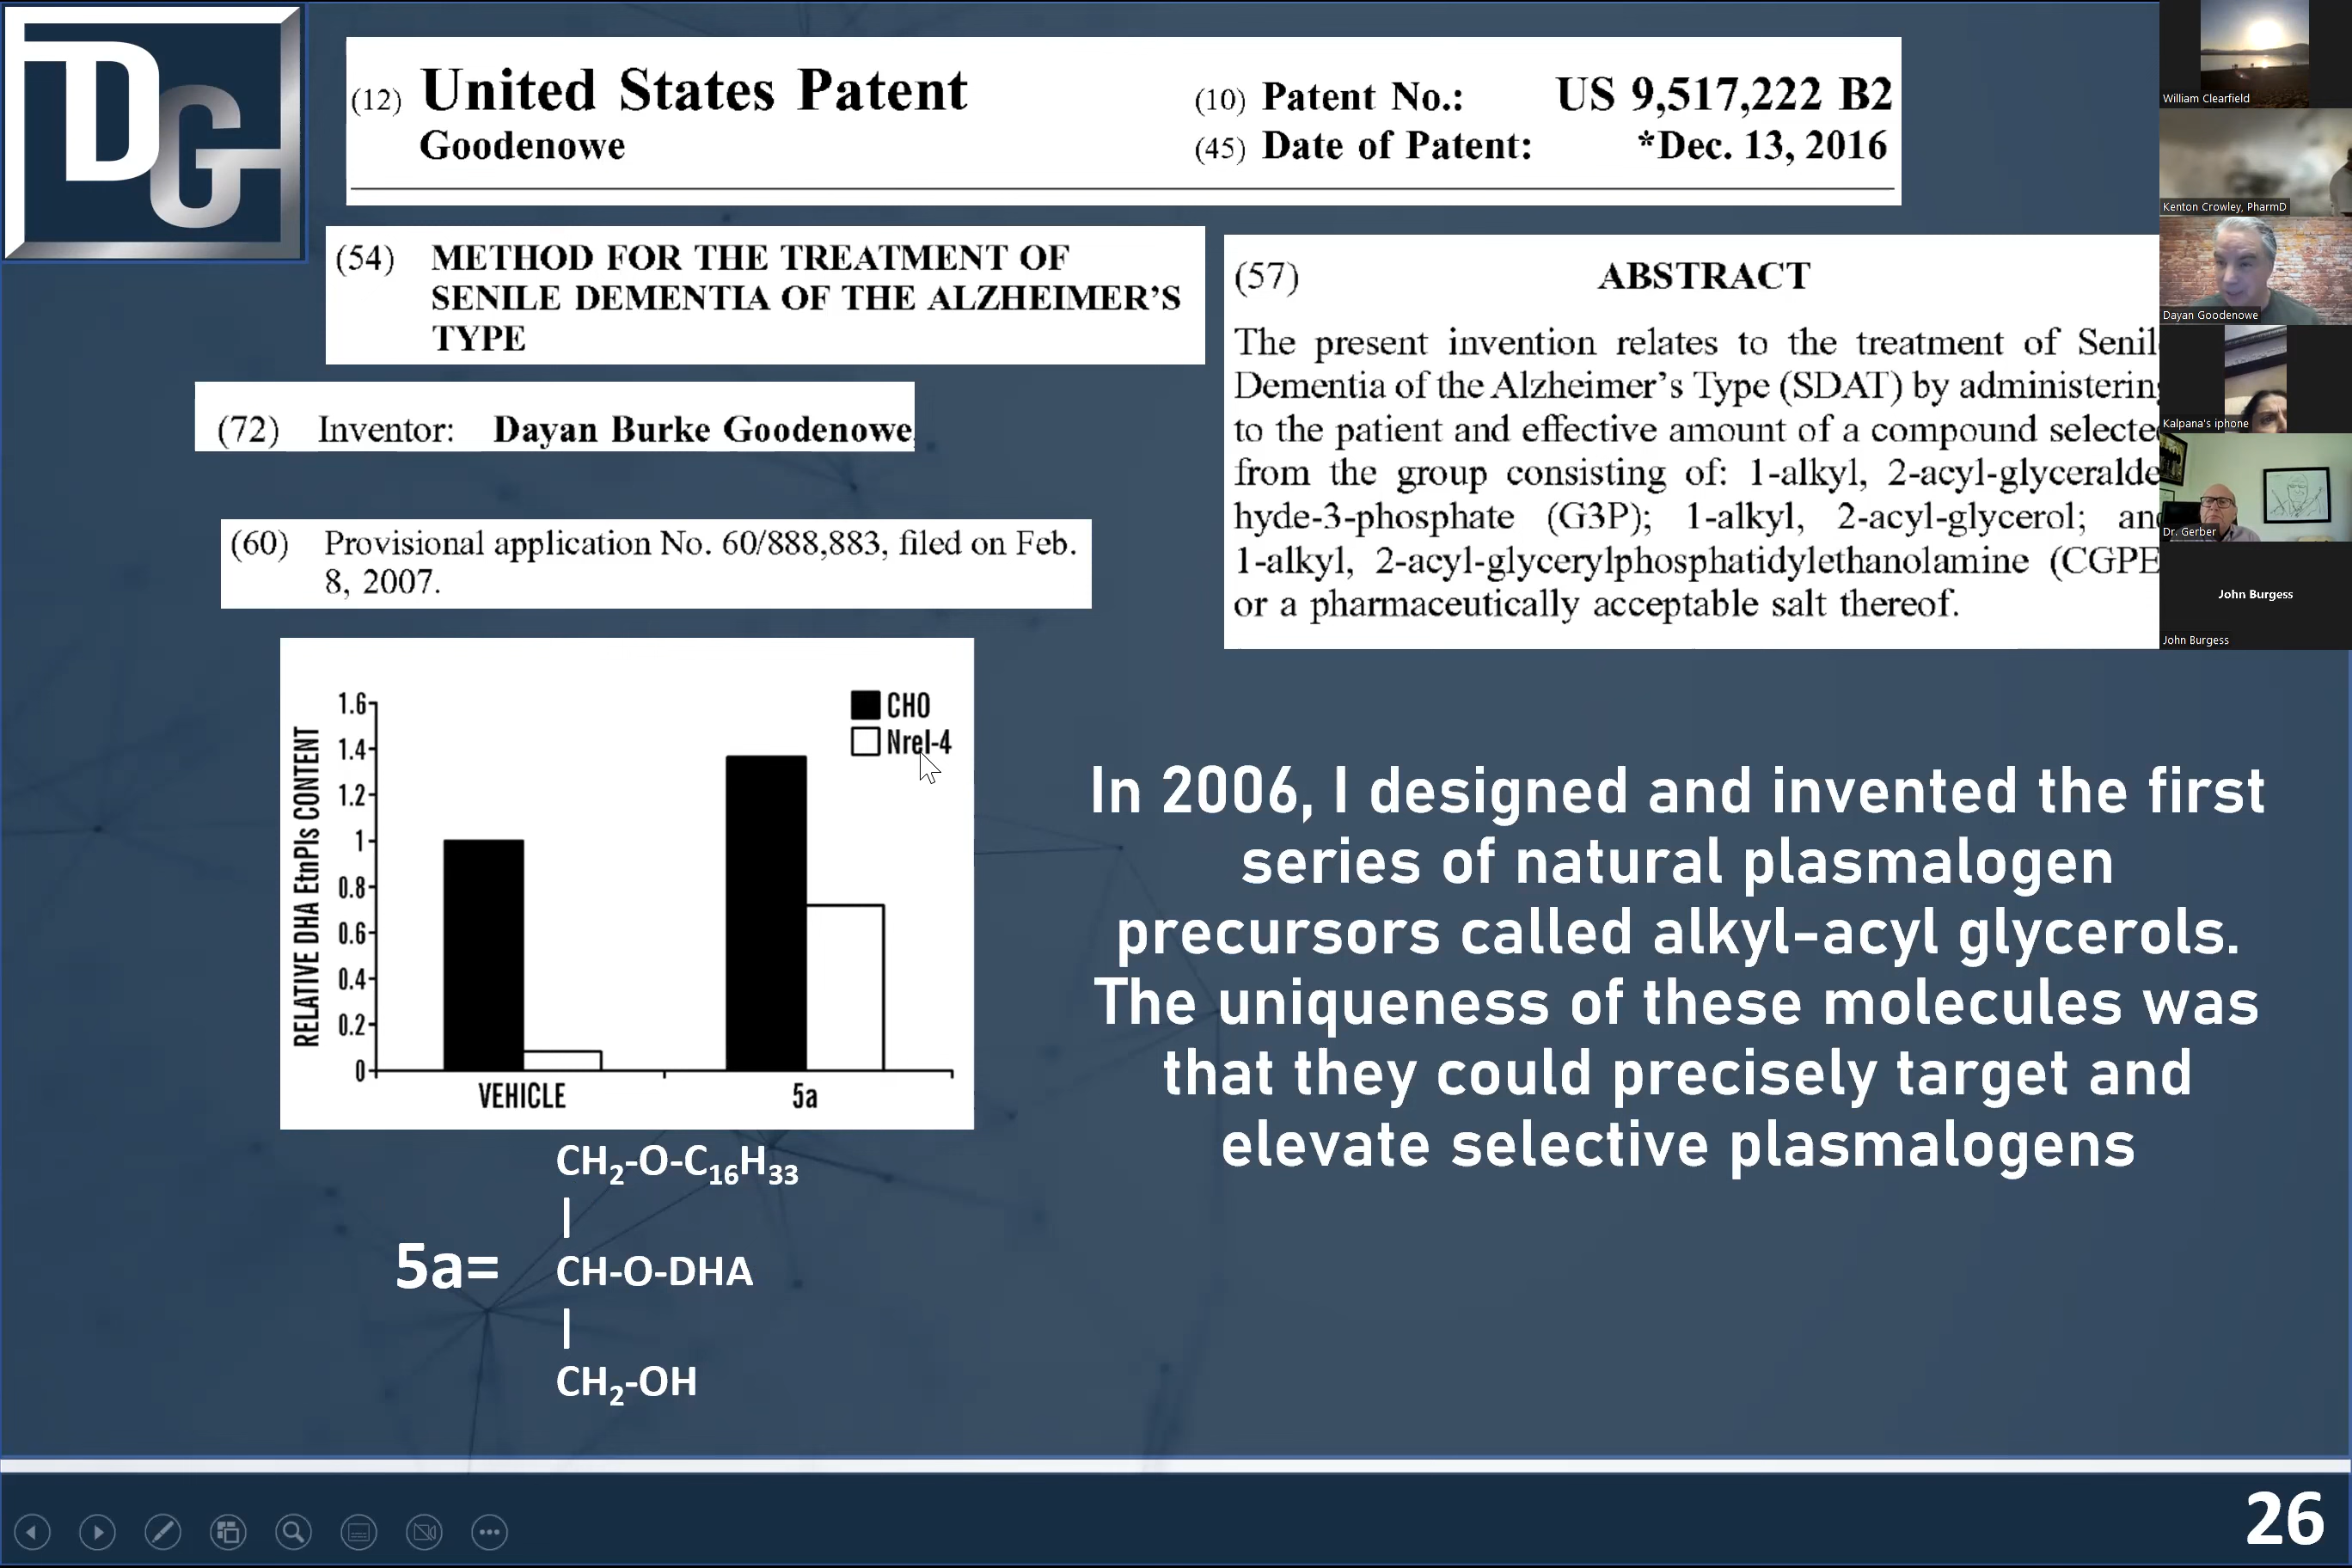 DG
(12) United States Patent
Goodenowe
(10) Patent No.: US 9,517,222 B2
(45) Date of Patent: *Dec. 13, 2016
(54) METHOD FOR THE TREATMENT OF
SENILE DEMENTIA OF THE ALZHEIMER'S
TYPE
(72) Inventor: Dayan Burke Goodenowe
(60) Provisional application No. 60/888,883, filed on Feb.
8, 2007.
(57) ABSTRACT
The present invention relates to the treatment of Senil
Dementia of the Alzheimer's Type (SDAT) by administerin
to the patient and effective amount of a compound selecte
from the group consisting of: 1-alkyl, 2-acyl-glyceralde
hyde-3-phosphate (G3P); 1-alkyl, 2-acyl-glycerol; and
1-alkyl, 2-acyl-glycerylphosphatidylethanolamine (CGPE
or a pharmaceutically acceptable salt thereof.
RELATIVE DHA EtnPls CONTENT
1.6
1.4
1.2
1
0.8
0.6
0.4
0.2
0
CHO
Nrel-4
VEHICLE 5a
5a=
CH₂-O-C₁₆H₃₃
|
CH-O-DHA
|
CH₂-OH
In 2006, I designed and invented the first
series of natural plasmalogen
precursors called alkyl-acyl glycerols.
The uniqueness of these molecules was
that they could precisely target and
elevate selective plasmalogens
William Clearfield
Kenton Crowley, PharmD
Dayan Goodenowe
Kalpana's iphone
Dr. Gerber
John Burgess
John Burgess
26